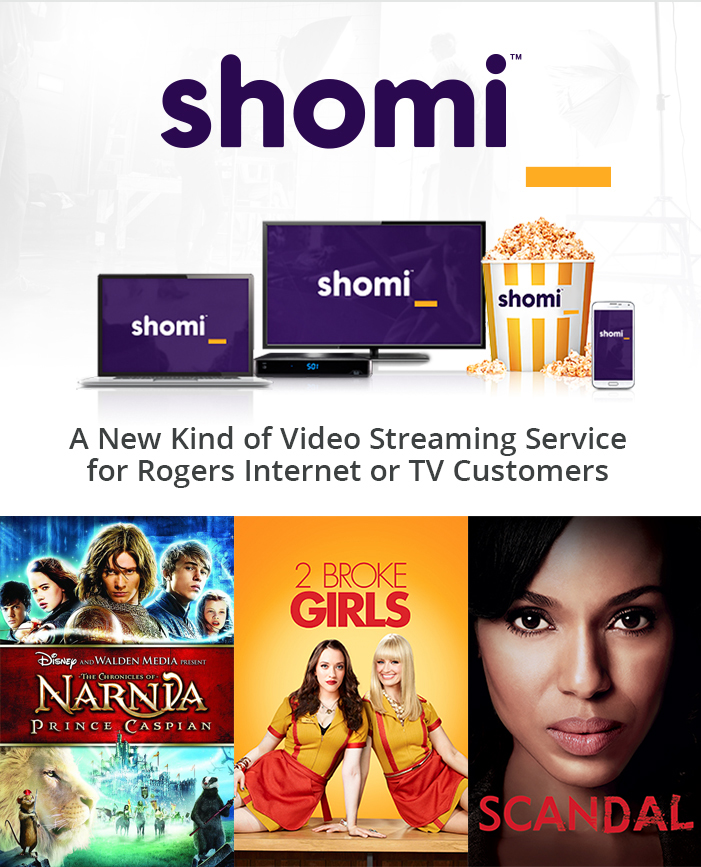 shomi™
shomi
shomi
shomi
shomi
501
A New Kind of Video Streaming Service
for Rogers Internet or TV Customers
Disney AND WALDEN MEDIA PRESENT
THE CHRONICLES OF
NARNIA
PRINCE CASPIAN
2 BROKE
GIRLS
SCANDAL